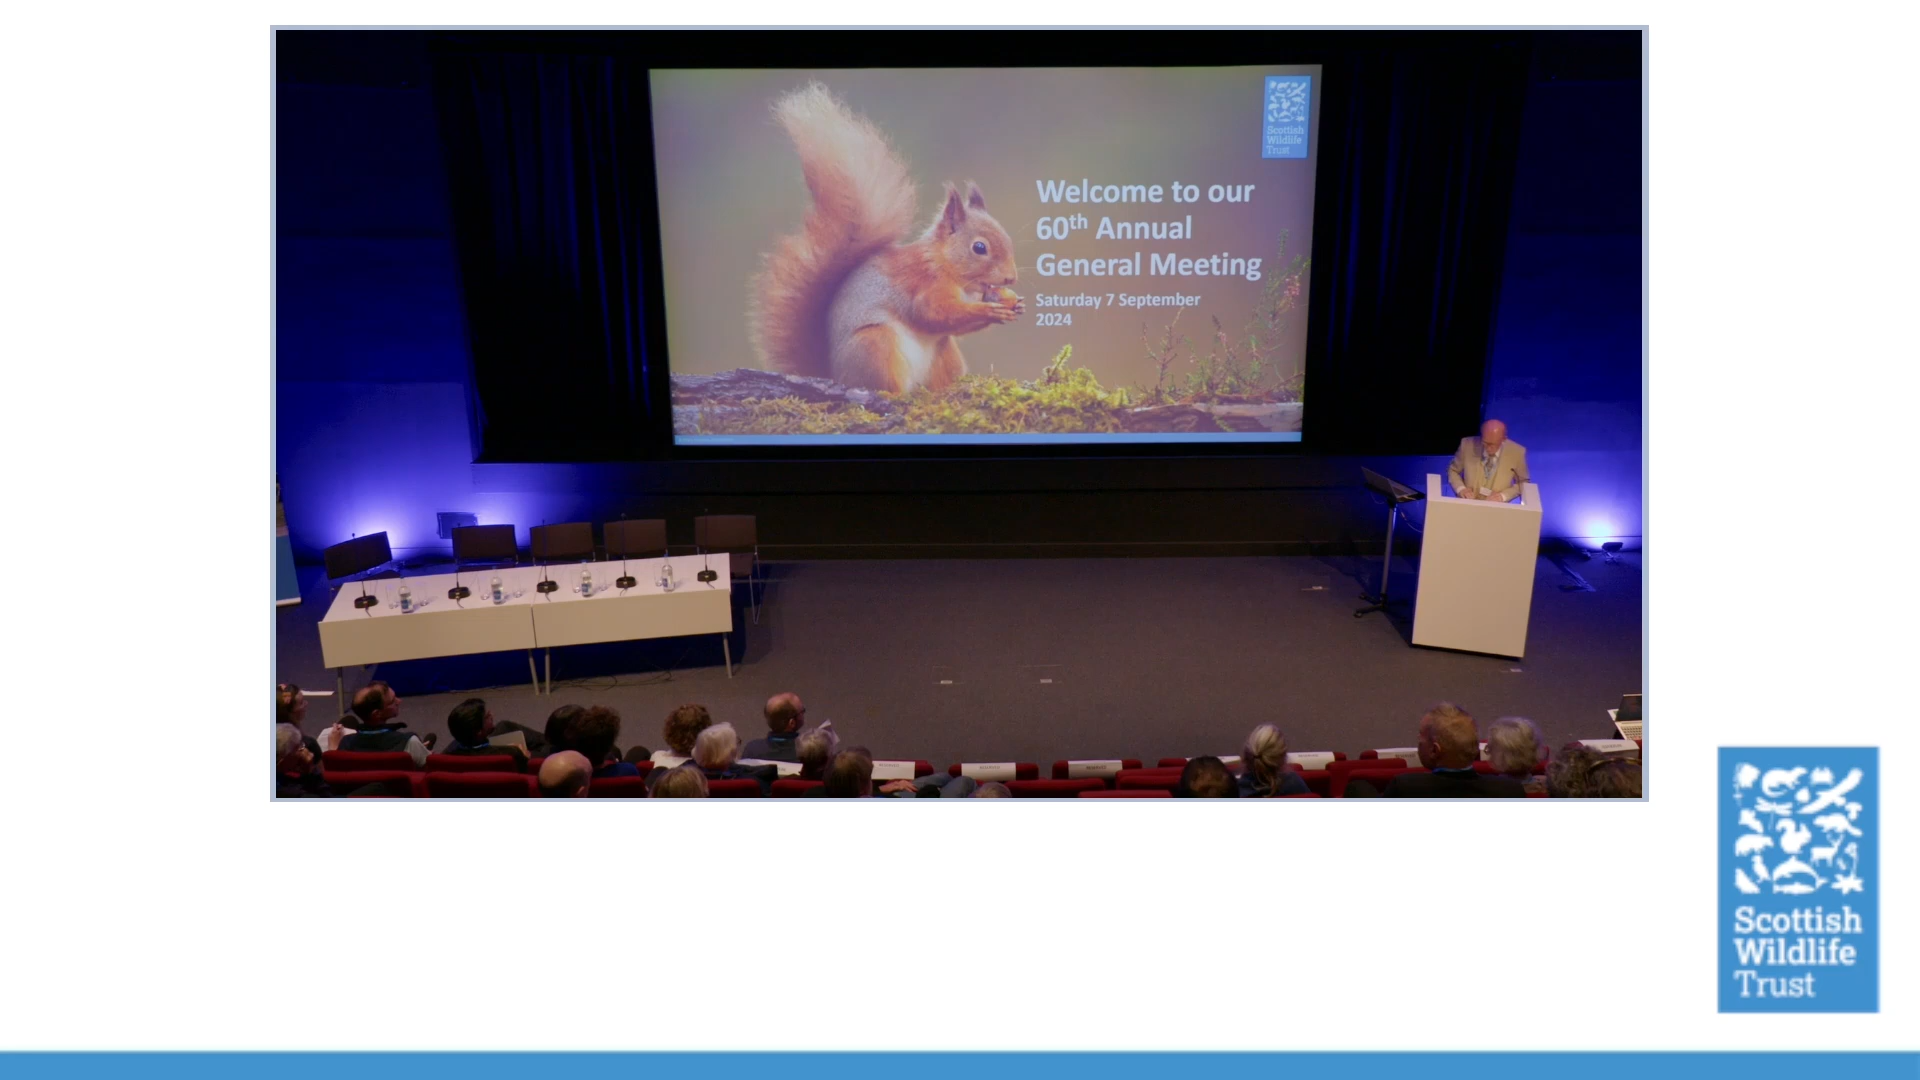 Scottish
Wildlife
Trust
Welcome to our
60th Annual
General Meeting
Saturday 7 September
2024
Scottish
Wildlife
Trust